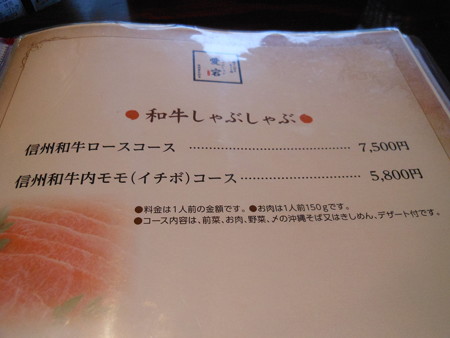 ●和牛しゃぶしゃぶ●
信州和牛ロースコース ………………………… 7,500円
信州和牛内モモ(イチボ)コース………………… 5,800円
●料金は1人前の金額です。●お肉は1人前150gです。
●コース内容は、前菜、お肉、野菜、〆の沖縄そば又はきしめん、デザート付です。